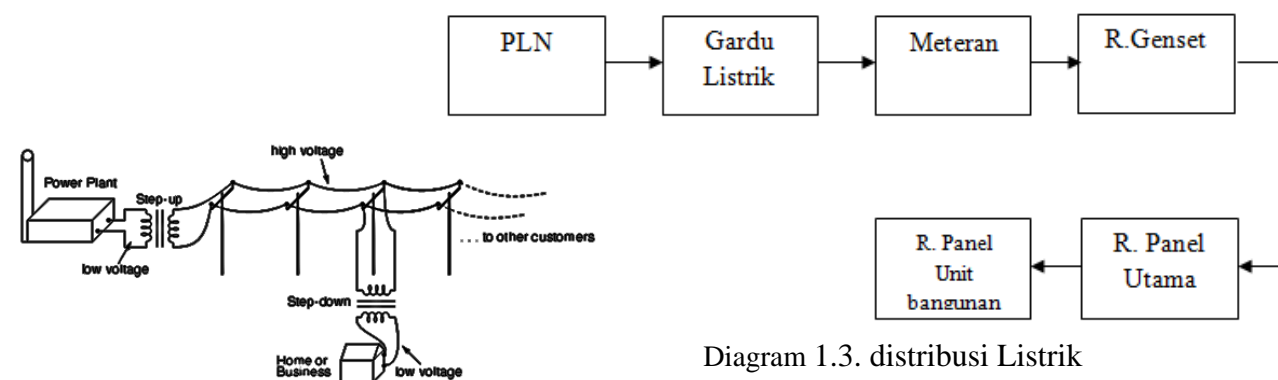 PLN
Gardu
Listrik
Meteran
R.Genset
high voltage
Power Plant
Step-up
low voltage
... to other customers
Step-down
Home or
Business
low voltage
R. Panel
Unit
bangunan
R. Panel
Utama
Diagram 1.3. distribusi Listrik